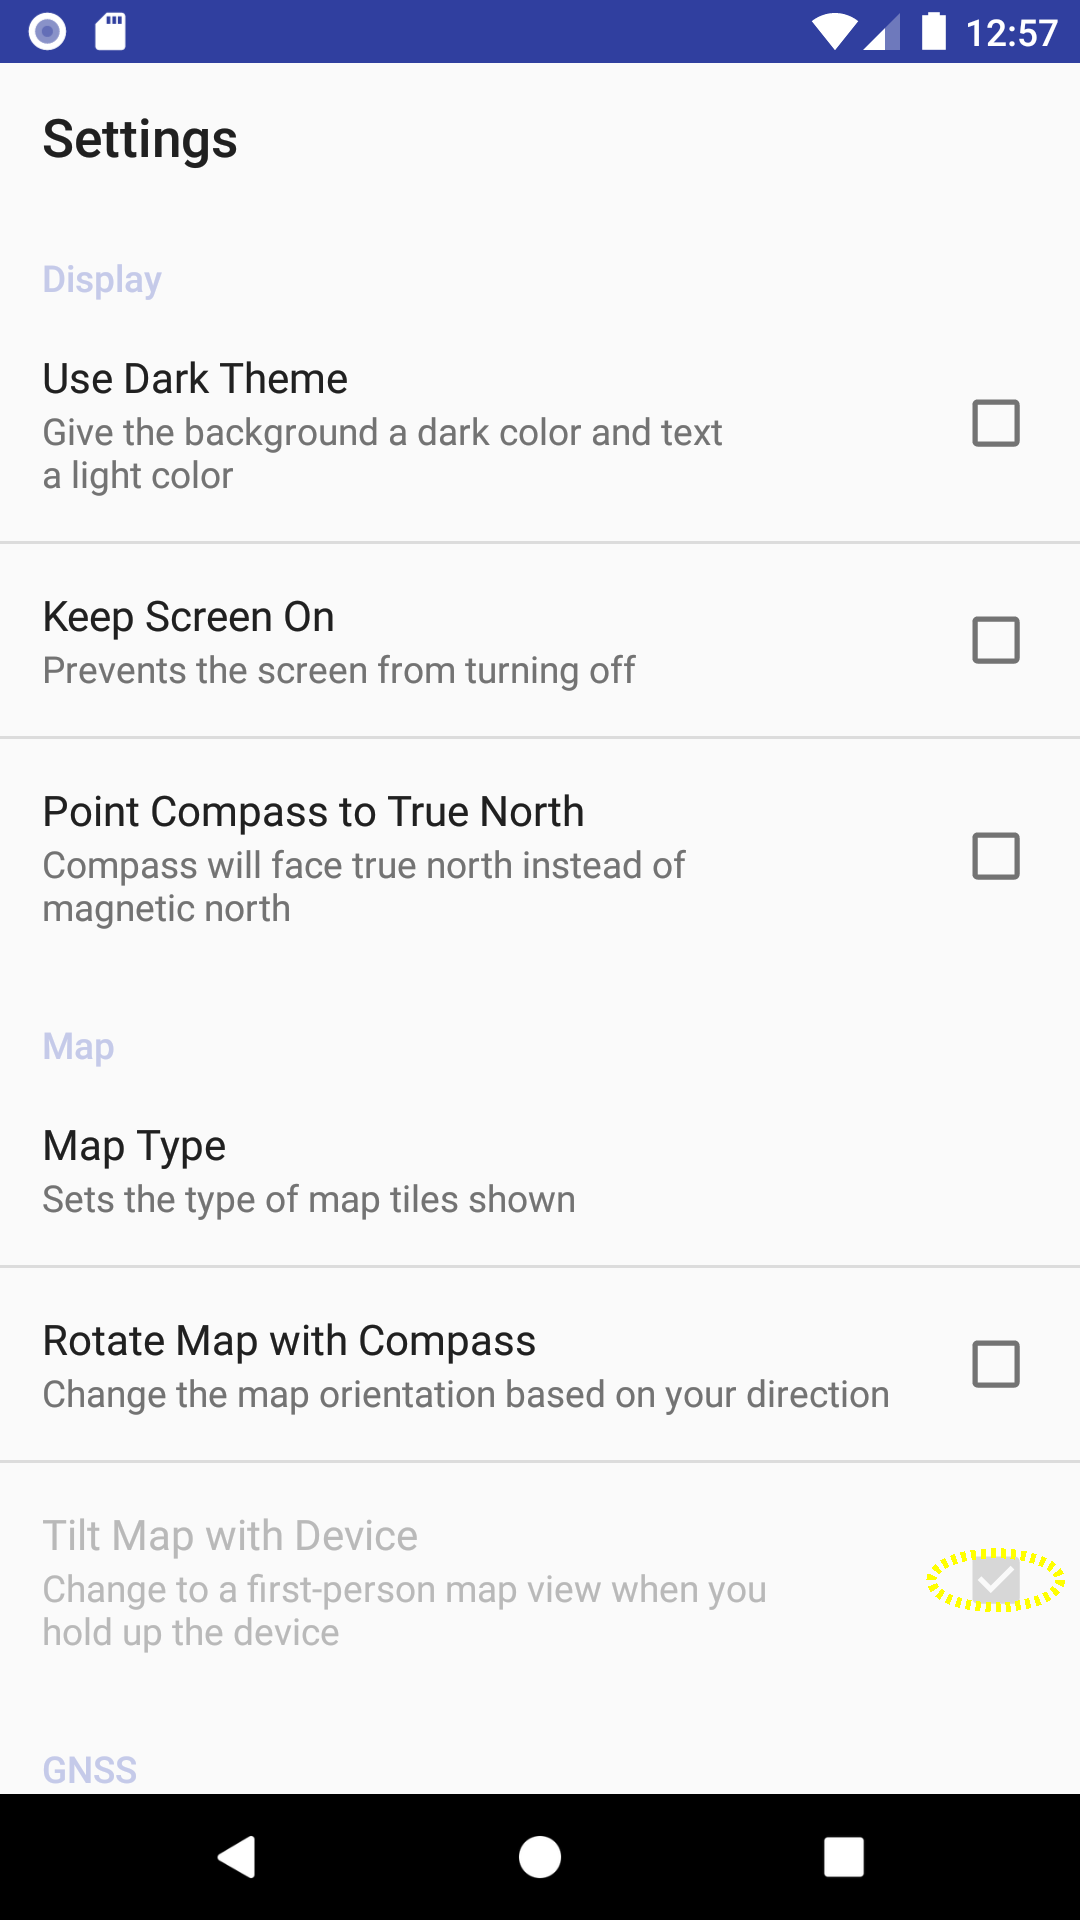 12:57
Settings
Display
Use Dark Theme
Give the background a dark color and text
a light color
Keep Screen On
Prevents the screen from turning off
Point Compass to True North
Compass will face true north instead of
magnetic north
Map
Map Type
Sets the type of map tiles shown
Rotate Map with Compass
Change the map orientation based on your direction
Tilt Map with Device
Change to a first-person map view when you
hold up the device
GNSS